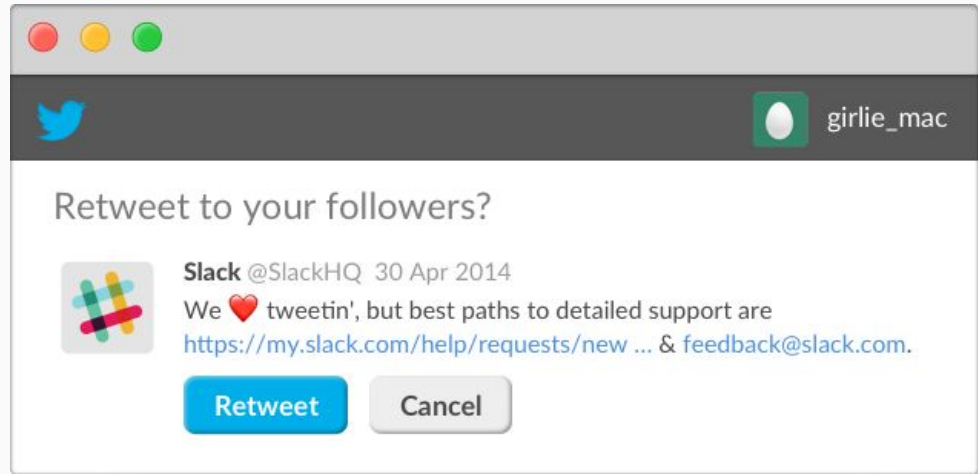 girlie_mac
Retweet to your followers?
Slack @SlackHQ 30 Apr 2014
We ❤️ tweetin', but best paths to detailed support are
https://my.slack.com/help/requests/new ... & feedback@slack.com.
Retweet Cancel